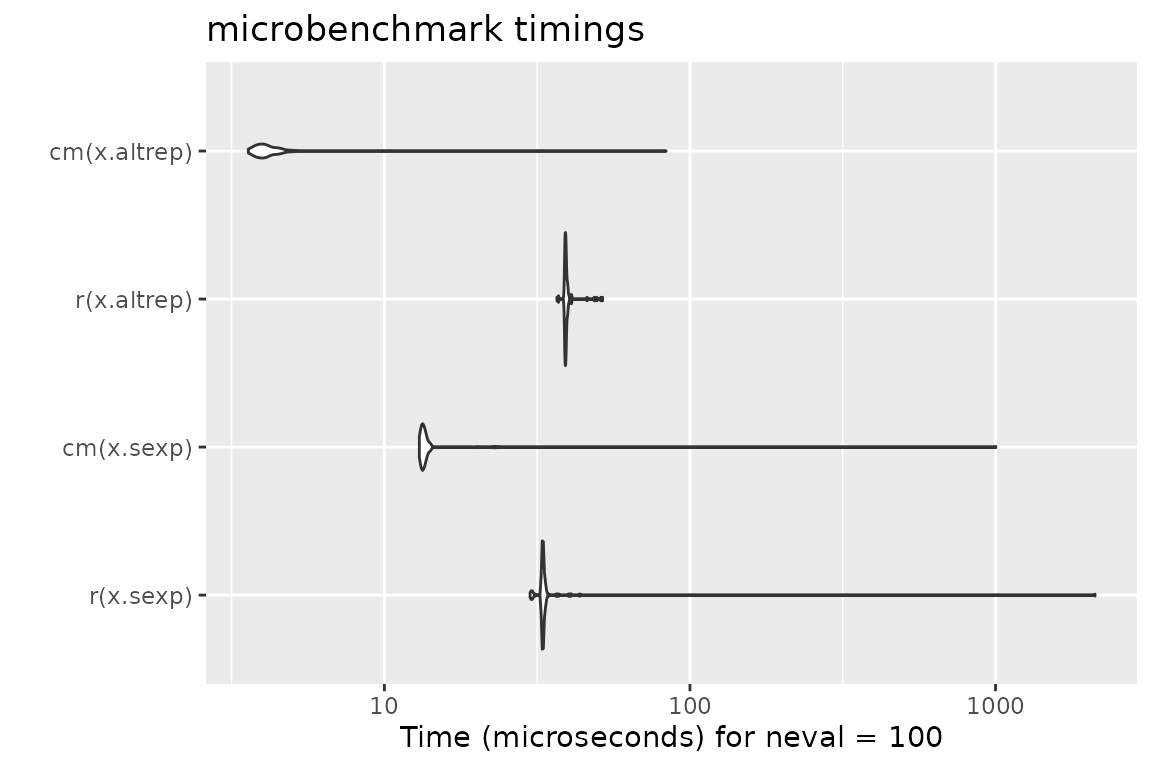 microbenchmark timings
cm(x.altrep)
r(x.altrep)
cm(x.sexp)
r(x.sexp)
10 100 1000
Time (microseconds) for neval = 100